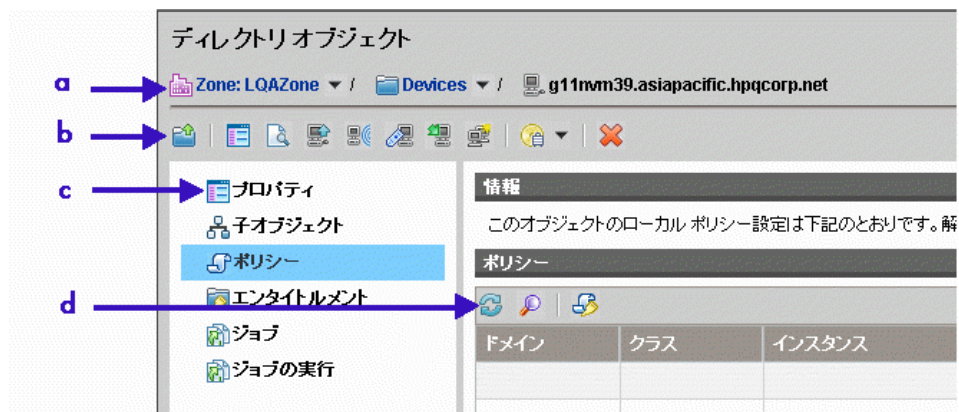 ディレクトリ オブジェクト
a
Zone: LQAZone / Devices / g11nvm39.asiapacific.hpqcorp.net
b
c
プロパティ
情報
子オブジェクト
このオブジェクトのローカル ポリシー設定は下記のとおりです。解
ポリシー
ポリシー
d
エンタイトルメント
ジョブ
ドメイン クラス インスタンス
ジョブの実行